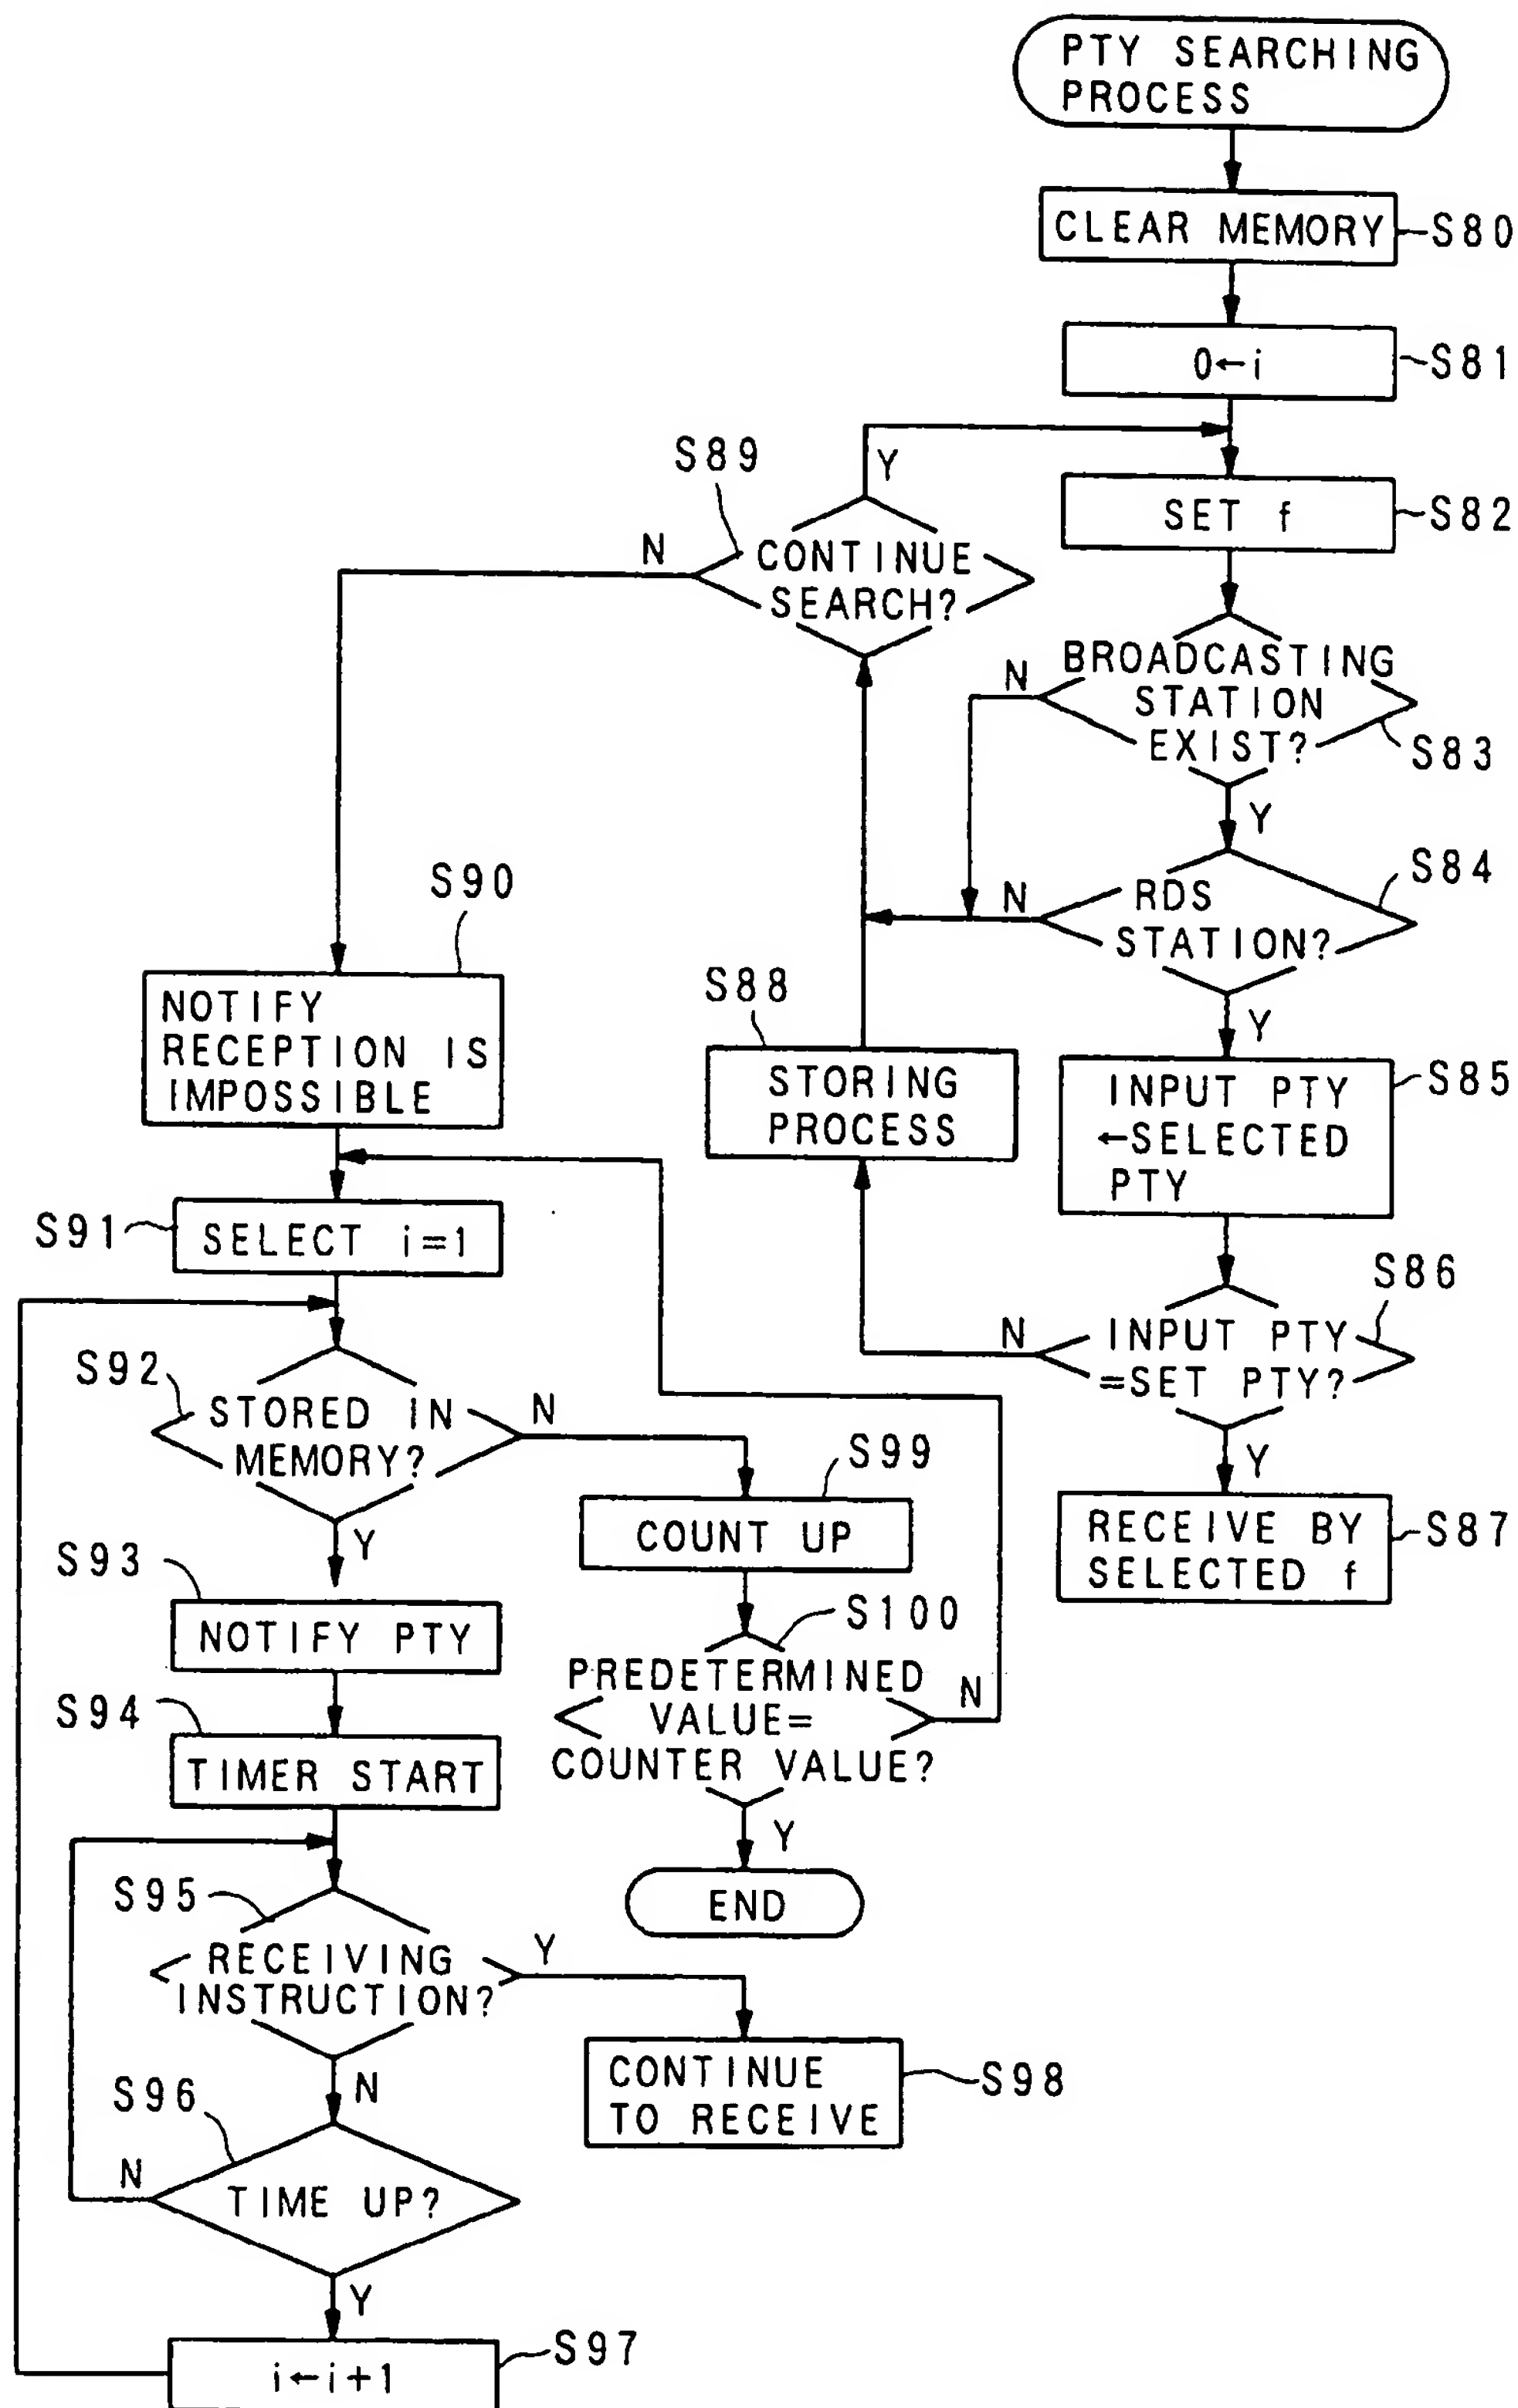 PTY SEARCHING
PROCESS
CLEAR MEMORY
S80
0←i
S81
SET f
S82
BROADCASTING
STATION
EXIST?
S83
N
Y
RDS
STATION?
S84
N
Y
INPUT PTY
←SELECTED
PTY
S85
INPUT PTY
=SET PTY?
S86
N
Y
RECEIVE BY
SELECTED f
S87
S88
STORING
PROCESS
S89
CONTINUE
SEARCH?
Y
N
S90
NOTIFY
RECEPTION IS
IMPOSSIBLE
S91
SELECT i=1
S92
STORED IN
MEMORY?
N
Y
S93
NOTIFY PTY
S94
TIMER START
S95
RECEIVING
INSTRUCTION?
Y
N
S96
TIME UP?
N
Y
i←i+1
S97
CONTINUE
TO RECEIVE
S98
S99
COUNT UP
S100
PREDETERMINED
VALUE=
COUNTER VALUE?
N
Y
END